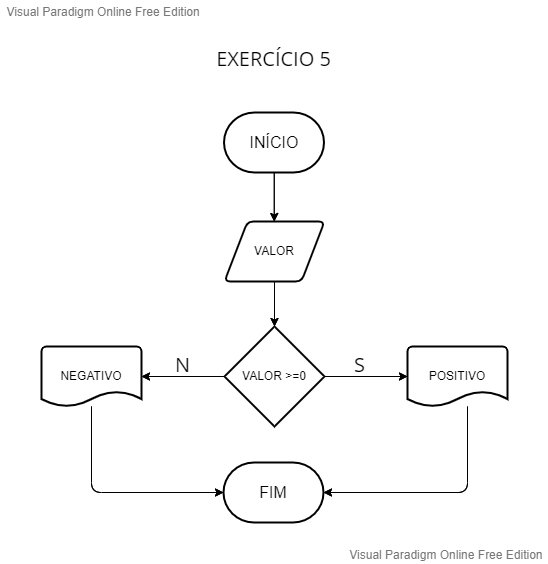 Visual Paradigm Online Free Edition
EXERCÍCIO 5
INÍCIO
VALOR
NEGATIVO
N
VALOR >=0
S
POSITIVO
FIM
Visual Paradigm Online Free Edition